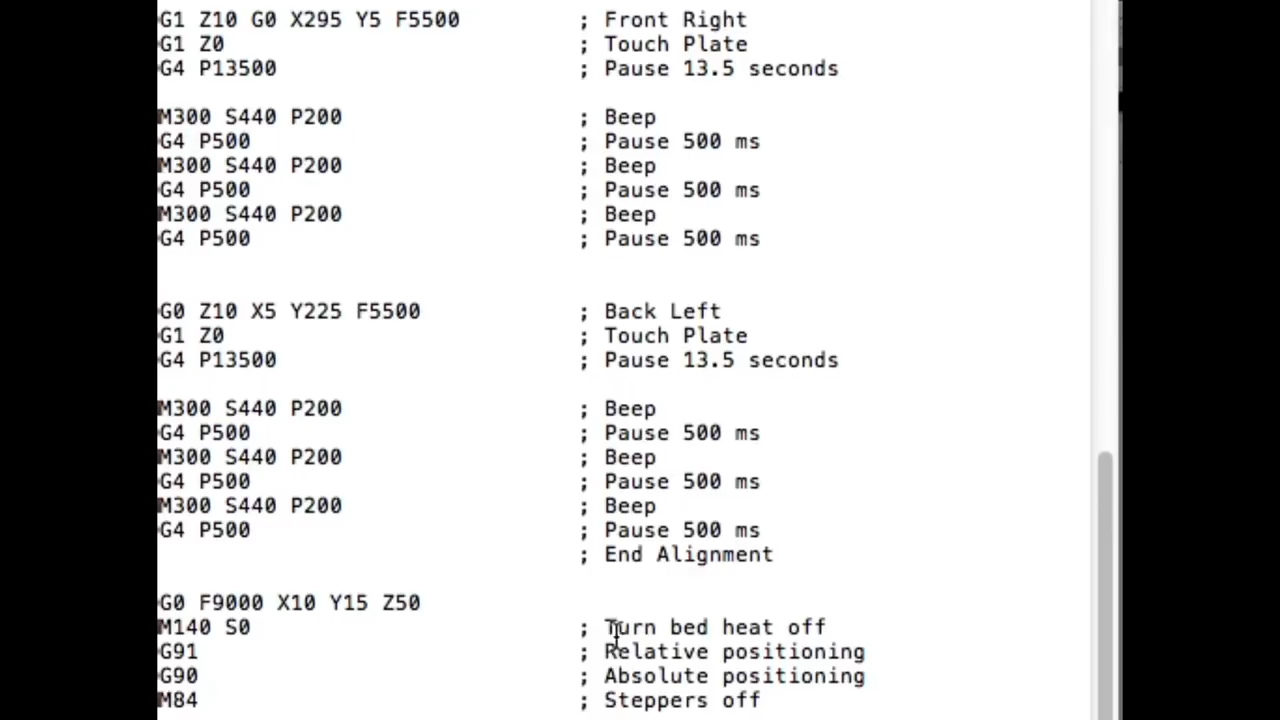 G1 Z10 G0 X295 Y5 F5500 ; Front Right
G1 Z0 ; Touch Plate
G4 P13500 ; Pause 13.5 seconds
M300 S440 P200 ; Beep
G4 P500 ; Pause 500 ms
M300 S440 P200 ; Beep
G4 P500 ; Pause 500 ms
M300 S440 P200 ; Beep
G4 P500 ; Pause 500 ms
G0 Z10 X5 Y225 F5500 ; Back Left
G1 Z0 ; Touch Plate
G4 P13500 ; Pause 13.5 seconds
M300 S440 P200 ; Beep
G4 P500 ; Pause 500 ms
M300 S440 P200 ; Beep
G4 P500 ; Pause 500 ms
M300 S440 P200 ; Beep
G4 P500 ; Pause 500 ms
; End Alignment
G0 F9000 X10 Y15 Z50
M140 S0 ; Turn bed heat off
G91 ; Relative positioning
G90 ; Absolute positioning
M84 ; Steppers off